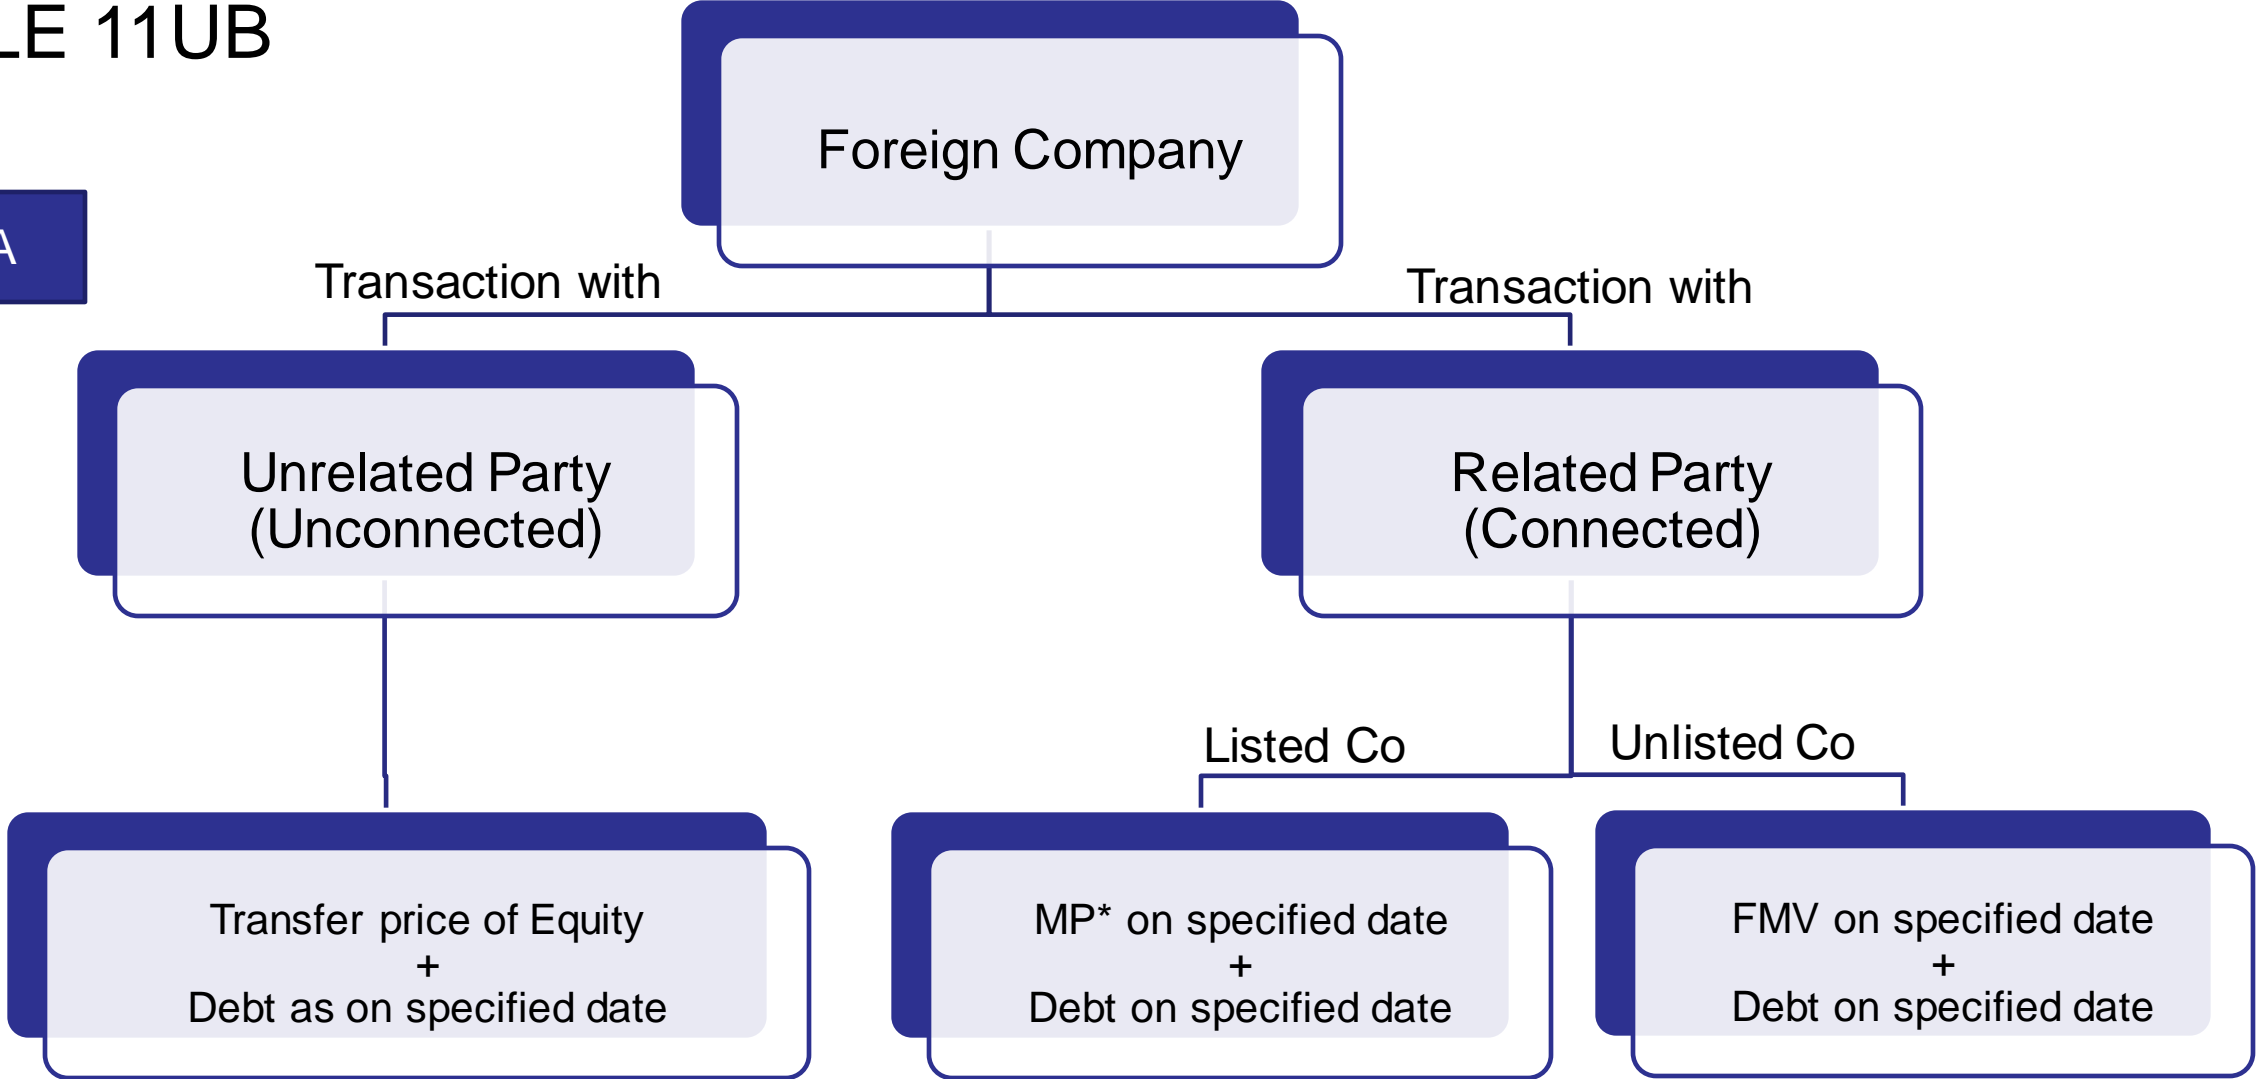 LE 11UB
Foreign Company
A
Transaction with
Transaction with
Unrelated Party
(Unconnected)
Related Party
(Connected)
Listed Co
Unlisted Co
Transfer price of Equity
+
Debt as on specified date
MP* on specified date
+
Debt on specified date
FMV on specified date
+
Debt on specified date